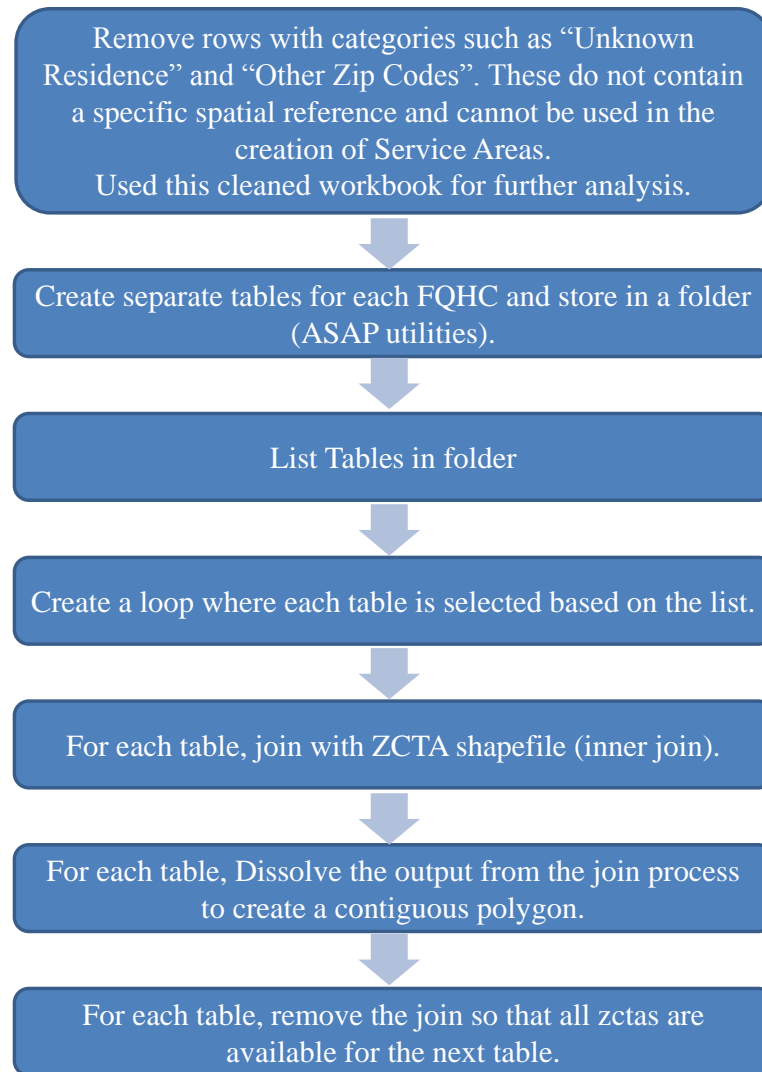 Remove rows with categories such as “Unknown
Residence” and “Other Zip Codes”. These do not contain
a specific spatial reference and cannot be used in the
creation of Service Areas.
Used this cleaned workbook for further analysis.
Create separate tables for each FQHC and store in a folder
(ASAP utilities).
List Tables in folder
Create a loop where each table is selected based on the list.
For each table, join with ZCTA shapefile (inner join).
For each table, Dissolve the output from the join process
to create a contiguous polygon.
For each table, remove the join so that all zctas are
available for the next table.